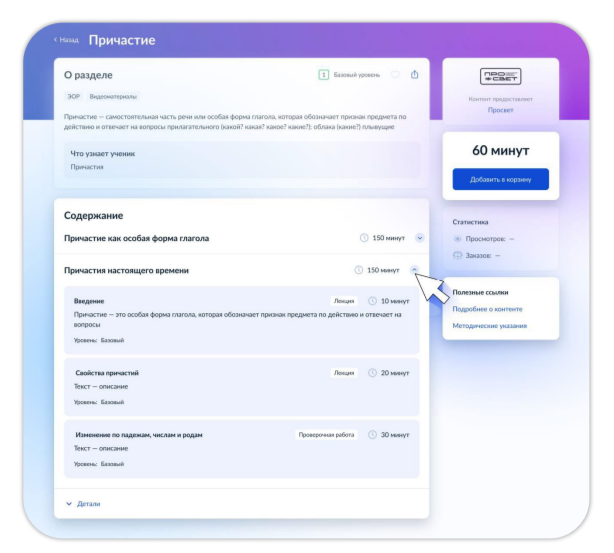 Назад Причастие
О разделе
1 Базовый уровень
ЭОР Видеоматериалы
Причастие — самостоятельная часть речи или особая форма глагола, которая обозначает признак предмета по
действию и отвечает на вопросы прилагательного (какой? какая? какое? какие?): облака (какие?) плывущие
Что узнает ученик
Причастия
Содержание
Причастие как особая форма глагола 150 минут
Причастия настоящего времени 150 минут
Введение Лекция 10 минут
Причастие — это особая форма глагола, которая обозначает признак предмета по действию и отвечает на
вопросы
Уровень: Базовый
Свойства причастий Лекция 20 минут
Текст — описание
Уровень: Базовый
Изменение по падежам, числам и родам Проверочная работа 30 минут
Текст — описание
Уровень: Базовый
Детали
ПРО
СВЕТ
Контент предоставляет
Просвет
60 минут
Добавить в корзину
Статистика
Просмотров: —
Заказов: —
Полезные ссылки
Подробнее о контенте
Методические указания